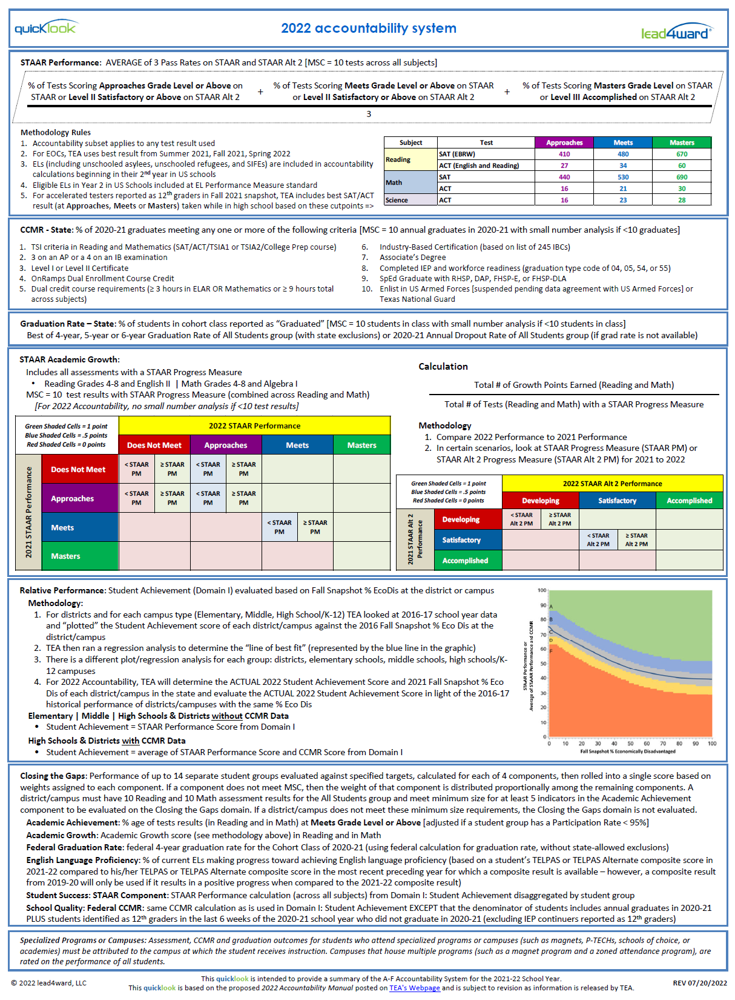 quicklook
2022 accountability system
lead4ward®
STAAR Performance: AVERAGE of 3 Pass Rates on STAAR and STAAR Alt 2 [MSC = 10 tests across all subjects]
% of Tests Scoring Approaches Grade Level or Above on
STAAR or Level II Satisfactory or Above on STAAR Alt 2
+
% of Tests Scoring Meets Grade Level or Above on STAAR
or Level II Satisfactory or Above on STAAR Alt 2
+
% of Tests Scoring Masters Grade Level on STAAR
or Level III Accomplished on STAAR Alt 2
3
Methodology Rules
1. Accountability subset applies to any test result used
2. For EOCs, TEA uses best result from Summer 2021, Fall 2021, Spring 2022
3. ELs (including unschooled asylees, unschooled refugees, and SIFEs) are included in accountability
calculations beginning in their 2nd year in US schools
4. Eligible ELs in Year 2 in US Schools included at EL Performance Measure standard
5. For accelerated testers reported as 12th graders in Fall 2021 snapshot, TEA includes best SAT/ACT
result (at Approaches, Meets or Masters) taken while in high school based on these cutpoints =>
Subject Test Approaches Meets Masters
Reading SAT (EBRW) 410 480 670
ACT (English and Reading) 27 34 60
Math SAT 440 530 690
ACT 16 21 30
Science ACT 16 23 28
CCMR - State: % of 2020-21 graduates meeting any one or more of the following criteria [MSC = 10 annual graduates in 2020-21 with small number analysis if <10 graduates]
1. TSI criteria in Reading and Mathematics (SAT/ACT/TSIA1 or TSIA2/College Prep course)
2. 3 on an AP or a 4 on an IB examination
3. Level I or Level II Certificate
4. OnRamps Dual Enrollment Course Credit
5. Dual credit course requirements (≥ 3 hours in ELAR OR Mathematics or ≥ 9 hours total
across subjects)
6. Industry-Based Certification (based on list of 245 IBCs)
7. Associate's Degree
8. Completed IEP and workforce readiness (graduation type code of 04, 05, 54, or 55)
9. SpEd Graduate with RHSP, DAP, FHSP-E, or FHSP-DLA
10. Enlist in US Armed Forces [suspended pending data agreement with US Armed Forces] or
Texas National Guard
Graduation Rate – State: % of students in cohort class reported as “Graduated” [MSC = 10 students in class with small number analysis if <10 students in class]
Best of 4-year, 5-year or 6-year Graduation Rate of All Students group (with state exclusions) or 2020-21 Annual Dropout Rate of All Students group (if grad rate is not available)
STAAR Academic Growth:
Includes all assessments with a STAAR Progress Measure
• Reading Grades 4-8 and English II | Math Grades 4-8 and Algebra I
MSC = 10 test results with STAAR Progress Measure (combined across Reading and Math)
[For 2022 Accountability, no small number analysis if <10 test results]
Green Shaded Cells = 1 point
Blue Shaded Cells = .5 points
Red Shaded Cells = 0 points
2022 STAAR Performance
Does Not Meet Approaches Meets Masters
2021 STAAR Performance
Does Not Meet < STAAR PM ≥ STAAR PM < STAAR PM ≥ STAAR PM
Approaches < STAAR PM ≥ STAAR PM < STAAR PM ≥ STAAR PM
Meets < STAAR PM ≥ STAAR PM
Masters
Calculation
Total # of Growth Points Earned (Reading and Math)
Total # of Tests (Reading and Math) with a STAAR Progress Measure
Methodology
1. Compare 2022 Performance to 2021 Performance
2. In certain scenarios, look at STAAR Progress Measure (STAAR PM) or
STAAR Alt 2 Progress Measure (STAAR Alt 2 PM) for 2021 to 2022
Green Shaded Cells = 1 point
Blue Shaded Cells = .5 points
Red Shaded Cells = 0 points
2022 STAAR Alt 2 Performance
Developing Satisfactory Accomplished
2021 STAAR Alt 2 Performance
Developing < STAAR Alt 2 PM ≥ STAAR Alt 2 PM
Satisfactory < STAAR Alt 2 PM ≥ STAAR Alt 2 PM
Accomplished
Relative Performance: Student Achievement (Domain I) evaluated based on Fall Snapshot % EcoDis at the district or campus
Methodology:
1. For districts and for each campus type (Elementary, Middle, High School/K-12) TEA looked at 2016-17 school year data
and “plotted” the Student Achievement score of each district/campus against the 2016 Fall Snapshot % Eco Dis at the
district/campus
2. TEA then ran a regression analysis to determine the “line of best fit” (represented by the blue line in the graphic)
3. There is a different plot/regression analysis for each group: districts, elementary schools, middle schools, high schools/K-
12 campuses
4. For 2022 Accountability, TEA will determine the ACTUAL 2022 Student Achievement Score and 2021 Fall Snapshot % Eco
Dis of each district/campus in the state and evaluate the ACTUAL 2022 Student Achievement Score in light of the 2016-17
historical performance of districts/campuses with the same % Eco Dis
Elementary | Middle | High Schools & Districts without CCMR Data
• Student Achievement = STAAR Performance Score from Domain I
High Schools & Districts with CCMR Data
• Student Achievement = average of STAAR Performance Score and CCMR Score from Domain I
STAAR Performance or
Average of STAAR Performance and CCMR
100
90
80
70
60
50
40
30
20
10
0
A
B
C
D
F
0 10 20 30 40 50 60 70 80 90 100
Fall Snapshot % Economically Disadvantaged
Closing the Gaps: Performance of up to 14 separate student groups evaluated against specified targets, calculated for each of 4 components, then rolled into a single score based on
weights assigned to each component. If a component does not meet MSC, then the weight of that component is distributed proportionally among the remaining components. A
district/campus must have 10 Reading and 10 Math assessment results for the All Students group and meet minimum size for at least 5 indicators in the Academic Achievement
component to be evaluated on the Closing the Gaps domain. If a district/campus does not meet these minimum size requirements, the Closing the Gaps domain is not evaluated.
Academic Achievement: % age of tests results (in Reading and in Math) at Meets Grade Level or Above [adjusted if a student group has a Participation Rate < 95%]
Academic Growth: Academic Growth score (see methodology above) in Reading and in Math
Federal Graduation Rate: federal 4-year graduation rate for the Cohort Class of 2020-21 (using federal calculation for graduation rate, without state-allowed exclusions)
English Language Proficiency: % of current ELs making progress toward achieving English language proficiency (based on a student's TELPAS or TELPAS Alternate composite score in
2021-22 compared to his/her TELPAS or TELPAS Alternate composite score in the most recent preceding year for which a composite result is available – however, a composite result
from 2019-20 will only be used if it results in a positive progress when compared to the 2021-22 composite result)
Student Success: STAAR Component: STAAR Performance calculation (across all subjects) from Domain I: Student Achievement disaggregated by student group
School Quality: Federal CCMR: same CCMR calculation as is used in Domain I: Student Achievement EXCEPT that the denominator of students includes annual graduates in 2020-21
PLUS students identified as 12th graders in the last 6 weeks of the 2020-21 school year who did not graduate in 2020-21 (excluding IEP continuers reported as 12th graders)
Specialized Programs or Campuses: Assessment, CCMR and graduation outcomes for students who attend specialized programs or campuses (such as magnets, P-TECHs, schools of choice, or
academies) must be attributed to the campus at which the student receives instruction. Campuses that house multiple programs (such as a magnet program and a zoned attendance program), are
rated on the performance of all students.
© 2022 lead4ward, LLC
This quicklook is intended to provide a summary of the A-F Accountability System for the 2021-22 School Year.
This quicklook is based on the proposed 2022 Accountability Manual posted on TEA's Webpage and is subject to revision as information is released by TEA.
REV 07/20/2022